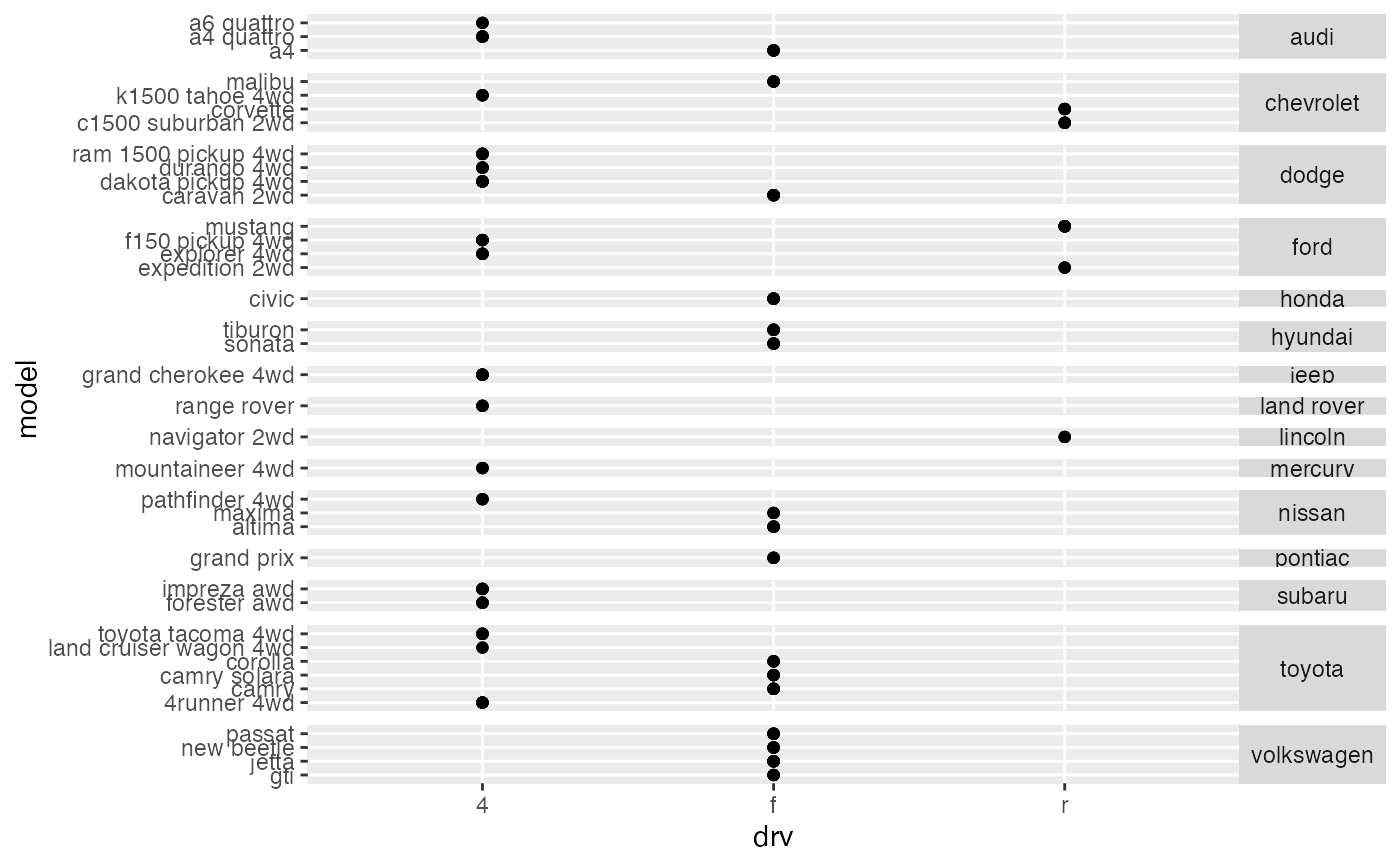 a6 quattro
a4 quattro
a4
audi
malibu
k1500 tahoe 4wd
corvette
c1500 suburban 2wd
chevrolet
ram 1500 pickup 4wd
durango 4wd
dakota pickup 4wd
caravan 2wd
dodge
mustang
f150 pickup 4wd
explorer 4wd
expedition 2wd
ford
civic
honda
tiburon
sonata
hyundai
grand cherokee 4wd
jeep
range rover
land rover
navigator 2wd
lincoln
mountaineer 4wd
mercury
pathfinder 4wd
maxima
altima
nissan
grand prix
pontiac
impreza awd
forester awd
subaru
toyota tacoma 4wd
land cruiser wagon 4wd
corolla
camry solara
camry
4runner 4wd
toyota
passat
new beetle
jetta
gti
volkswagen
model
4
f
r
drv